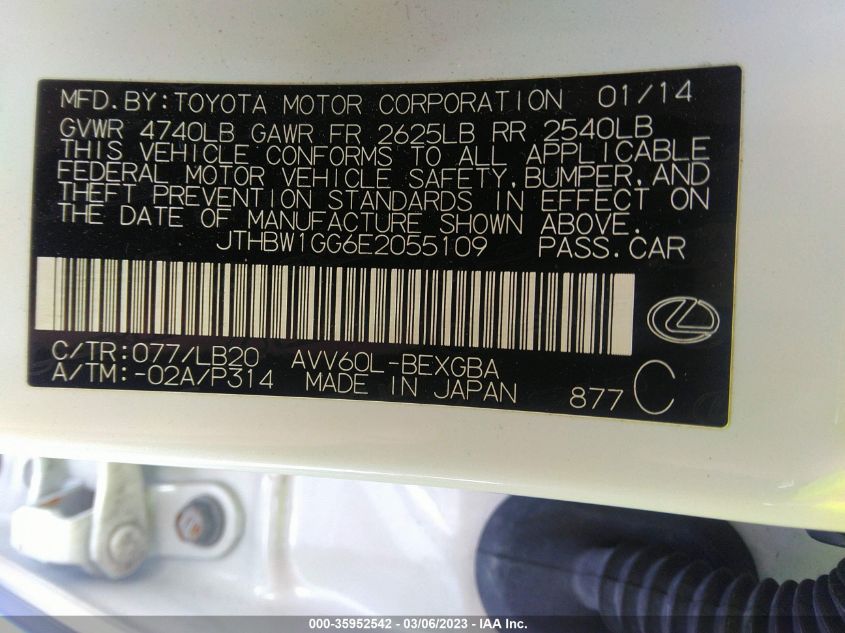 MFD.BY:TOYOTA MOTOR CORPORATION 01/14
GVWR 4740LB GAWR FR 2625LB RR 2540LB
THIS VEHICLE CONFORMS TO ALL APPLICABLE
FEDERAL MOTOR VEHICLE SAFETY,BUMPER,AND
THEFT PREVENTION STANDARDS IN EFFECT ON
THE DATE OF MANUFACTURE SHOWN ABOVE.
JTHBW1GG6E2055109 PASS.CAR
C/TR:077/LB20 AVV60L-BEXGBA
A/TM:-02A/P314 MADE IN JAPAN 877 C
000-35952542 - 03/06/2023 - IAA Inc.